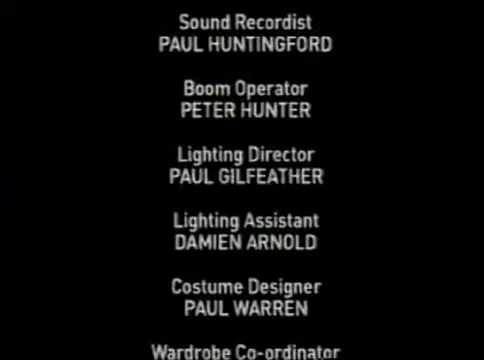 Sound Recordist
PAUL HUNTINGFORD
Boom Operator
PETER HUNTER
Lighting Director
PAUL GILFEATHER
Lighting Assistant
DAMIEN ARNOLD
Costume Designer
PAUL WARREN
Wardrobe Co-ordinator